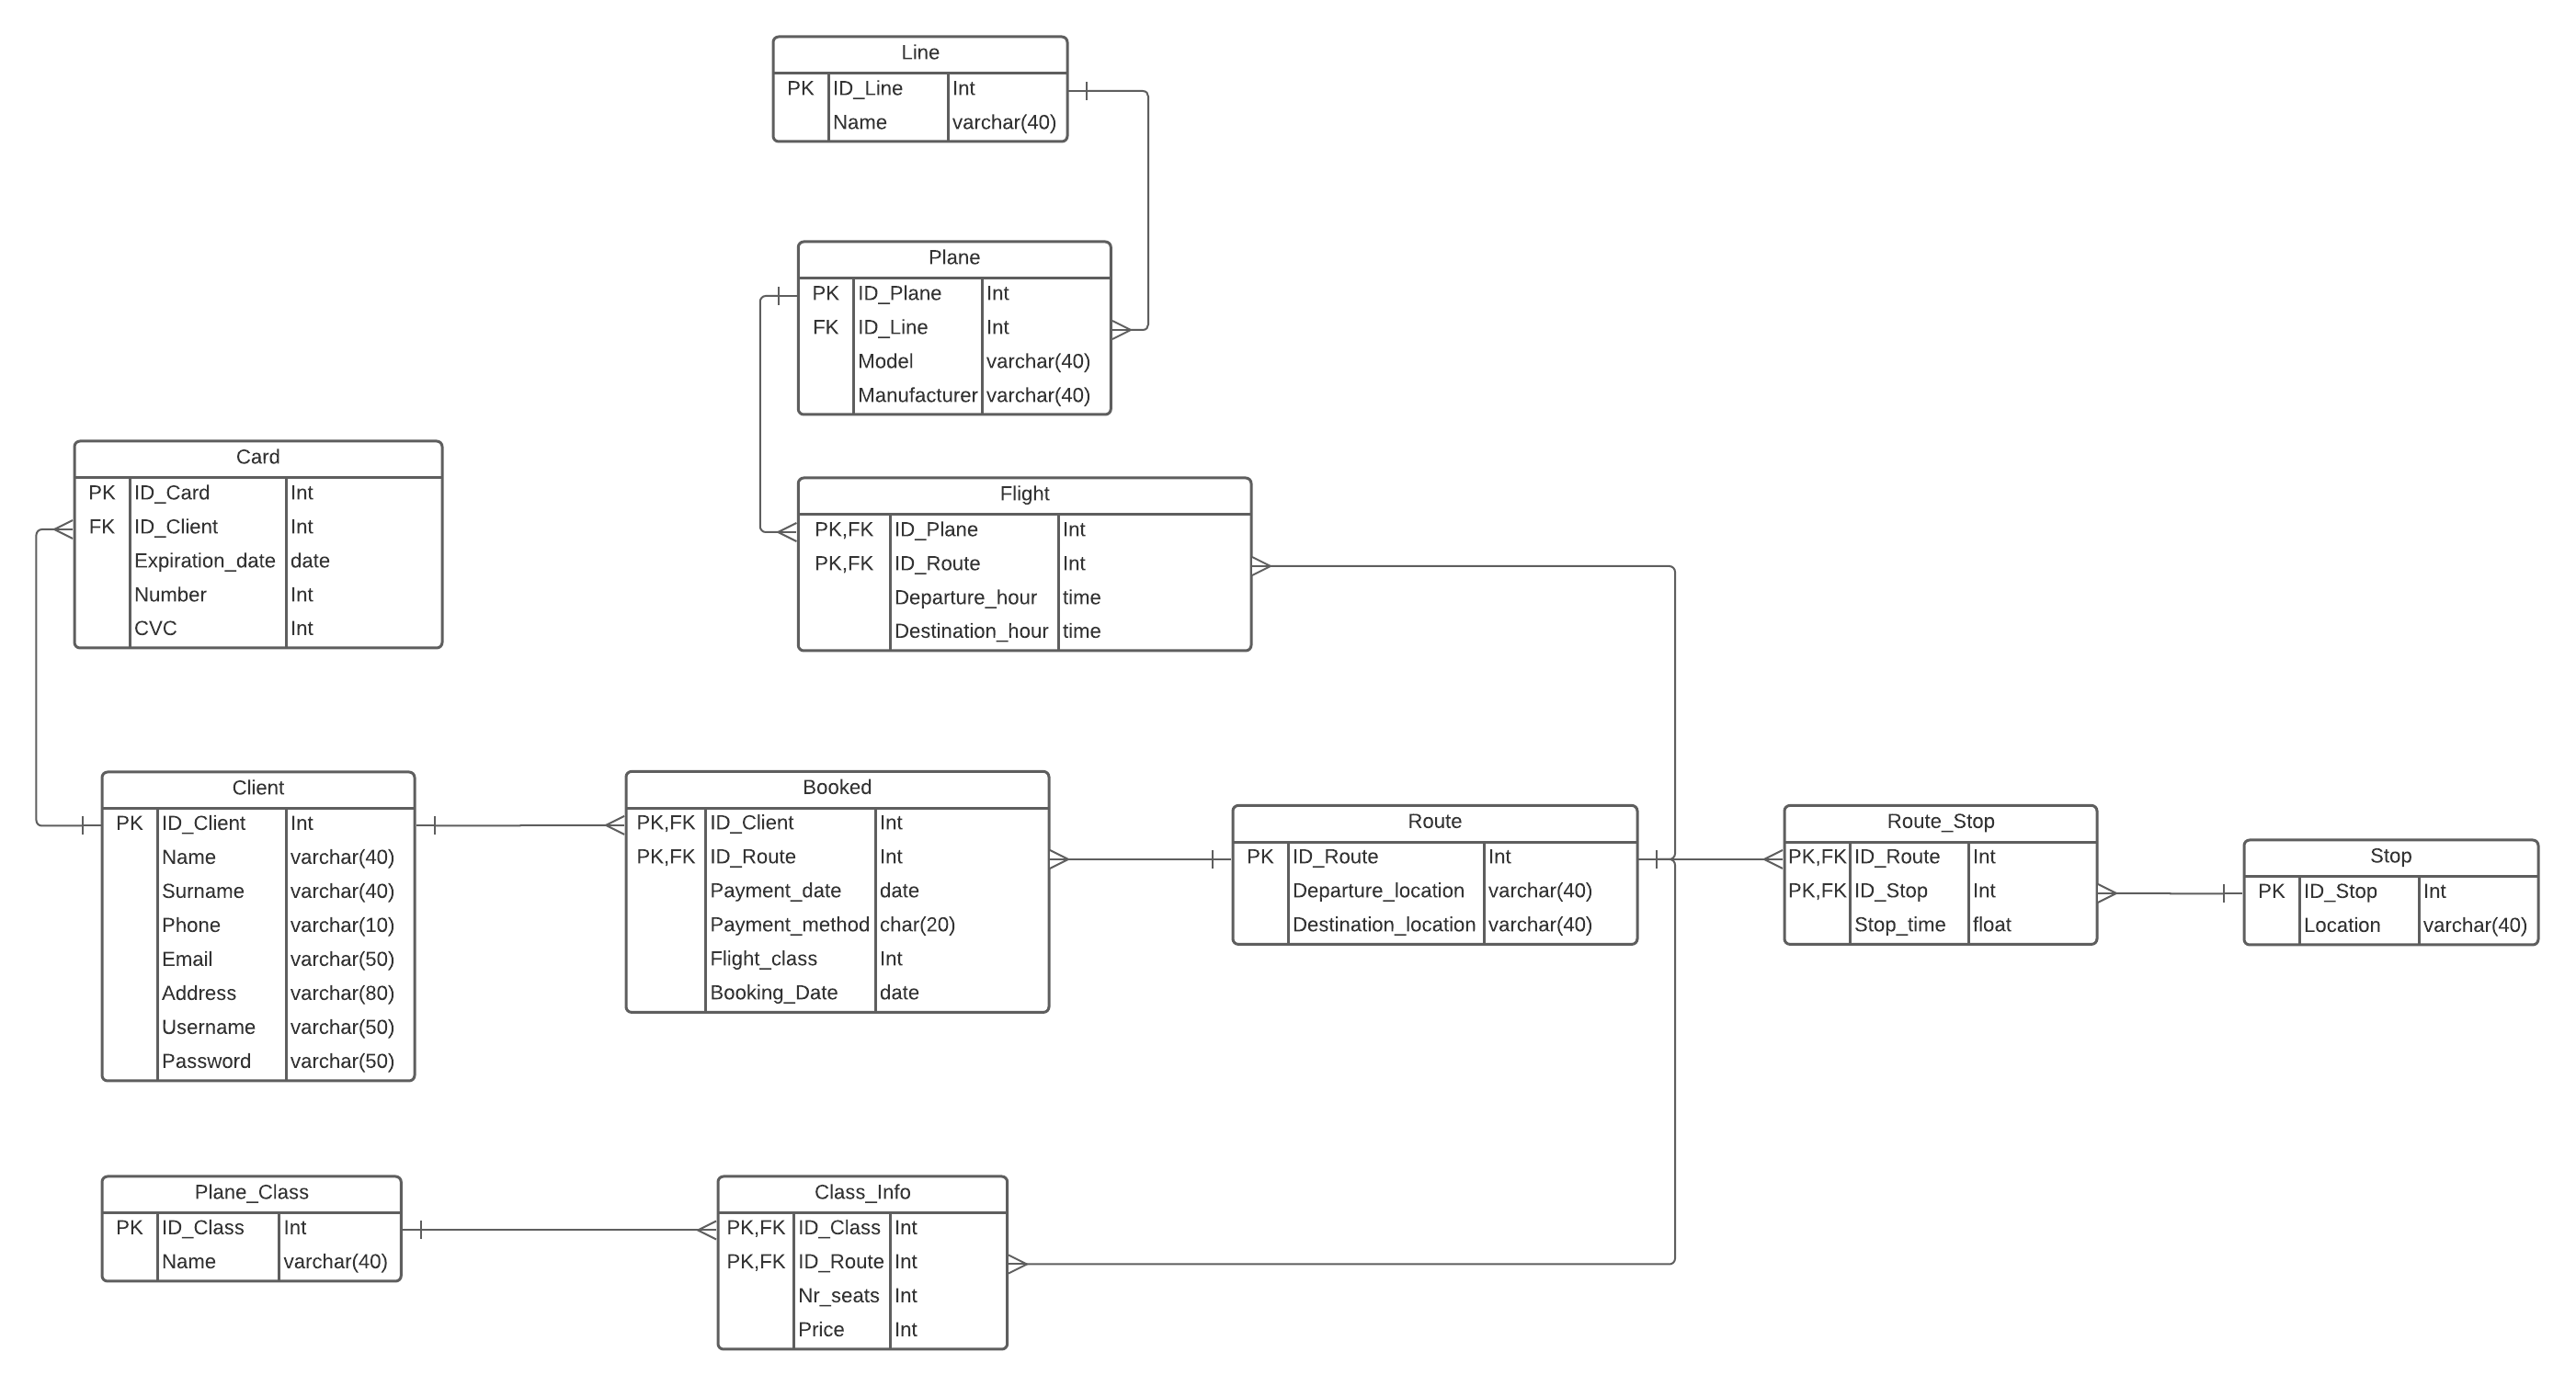 Line
PK ID_Line Int
Name varchar(40)
Plane
PK ID_Plane Int
FK ID_Line Int
Model varchar(40)
Manufacturer varchar(40)
Card
PK ID_Card Int
FK ID_Client Int
Expiration_date date
Number Int
CVC Int
Flight
PK,FK ID_Plane Int
PK,FK ID_Route Int
Departure_hour time
Destination_hour time
Client
PK ID_Client Int
Name varchar(40)
Surname varchar(40)
Phone varchar(10)
Email varchar(50)
Address varchar(80)
Username varchar(50)
Password varchar(50)
Booked
PK,FK ID_Client Int
PK,FK ID_Route Int
Payment_date date
Payment_method char(20)
Flight_class Int
Booking_Date date
Route
PK ID_Route Int
Departure_location varchar(40)
Destination_location varchar(40)
Route_Stop
PK,FK ID_Route Int
PK,FK ID_Stop Int
Stop_time float
Stop
PK ID_Stop Int
Location varchar(40)
Plane_Class
PK ID_Class Int
Name varchar(40)
Class_Info
PK,FK ID_Class Int
PK,FK ID_Route Int
Nr_seats Int
Price Int